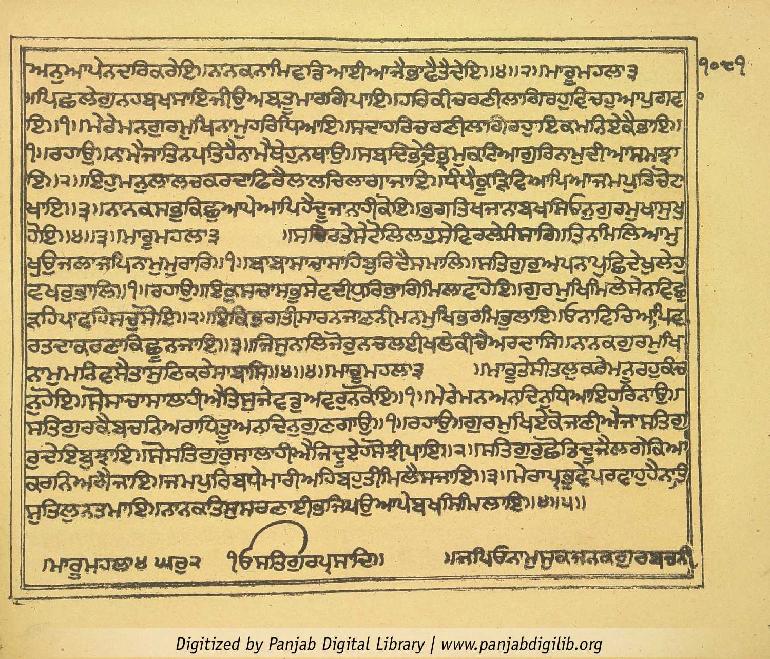 ਅਨੁਆਪੇਨਦਰਿਕਰੇਇ॥ਨਾਨਕਨਾਮਿਵਡਿਆਈਆਜੈਭਾਵੈਤੈਦੇਇ॥੪॥੨॥ਮਾਰੂਮਹਲਾ੩
੧੦੮੧
ਪਿਛਲੇਗੁਨਹਬਖਸਾਇਜੀਉਅਬਤੂਮਾਰਗਿਪਾਇ॥ਹਰਿਕੀਚਰਣੀਲਾਗਿਰਹਾਵਿਚਹੁਆਪੁਗਵਾ
ਇ॥੧॥ਮੇਰੇਮਨਗੁਰਮੁਖਿਨਾਮੁਹਰਿਧਿਆਇ॥ਸਦਾਹਰਿਚਰਣੀਲਾਗਿਰਹਾਇਕਮਨਿਏਕੈਭਾਇ॥
੧॥ਰਹਾਉ॥ਨਾਮੈਜਾਤਿਨਪਤਿਹੈਨਾਮੈਥੇਹੁਨਥਾਉ॥ਸਬਦਿਭੇਦਿਭ੍ਰਮੁਕਟਿਆਗੁਰਿਨਾਮੁਦੀਆਸਮਝਾ
ਇ॥੨॥ਇਹੁਮਨੁਲਾਲਚਕਰਦਾਫਿਰੈਲਾਲਚਿਲਾਗਾਜਾਇ॥ਧੰਧੈਕੂੜਿਵਿਆਪਿਆਜਮਪੁਰਿਚੋਟਾ
ਖਾਇ॥੩॥ਨਾਨਕਸਭੁਕਿਛੁਆਪੇਆਪਿਹੈਦੂਜਾਨਾਹੀਕੋਇ॥ਭਗਤਿਖਜਾਨਾਬਖਸਿਓਨੁਗੁਰਮੁਖਾਸੁਖੁ
ਹੋਇ॥੪॥੩॥ਮਾਰੂਮਹਲਾ੩ ॥ਸਚਿਰਤੇਸੇਟੋਲਿਲਹੁਸੇਵਿਰਲੇਸੰਸਾਰਿ॥ਤਿਨਮਿਲਿਆਮੁ
ਖੁਉਜਲਾਜਪਿਨਾਮੁਮੁਰਾਰਿ॥੧॥ਬਾਬਾਸਾਚਾਸਾਹਿਬੁਰਿਦੈਸਮਾਲਿ॥ਸਤਿਗੁਰੁਅਪਨਾਪੁਛਿਦੇਖੁਲੇਹੁ
ਵਖਰੁਭਾਲਿ॥੧॥ਰਹਾਉ॥ਇਕੁਸਚਾਸਭਸੇਵਦੀਧੁਰਿਭਾਗਿਮਿਲਾਵਾਹੋਇ॥ਗੁਰਮੁਖਿਮਿਲੇਸੇਨਵਿਛੁ
ੜਹਿਪਾਵਹਿਸਚੁਸੋਇ॥੨॥ਇਕਿਭਗਤੀਸਾਰਨਜਾਣਨੀਮਨਮੁਖਿਭਰਮਿਭੁਲਾਇ॥ਓਨਾਵਿਚਿਆਪਿਵ
ਰਤਦਾਕਰਣਾਕਿਛੂਨਜਾਇ॥੩॥ਜਿਸੁਨਾਲਿਜੋਰੁਨਚਲਈਖਲੇਕੀਚੈਅਰਦਾਸਿ॥ਨਾਨਕਗੁਰਮੁਖਿ
ਨਾਮੁਮਨਿਵਸੈਤਾਸੁਣਿਕਰੇਸਾਬਾਸਿ॥੪॥੪॥ਮਾਰੂਮਹਲਾ੩ ॥ਮਾਰੂਤੇਸੀਤਲੁਕਰੇਮਨੂਰਹੁਕੰਚ
ਨੁਹੋਇ॥ਸੋਸਾਚਾਸਾਲਾਹੀਐਤਿਸੁਜੇਵਡੁਅਵਰੁਨਕੋਇ॥੧॥ਮੇਰੇਮਨਅਨਦਿਨੁਧਿਆਇਹਰਿਨਾਉ॥
ਸਤਿਗੁਰਕੈਬਚਨਿਅਰਾਧਿਤੂਅਨਦਿਨੁਗੁਣਗਾਉ॥੧॥ਰਹਾਉ॥ਗੁਰਮੁਖਿਏਕੋਜਾਣੀਐਜਾਸਤਿਗੁ
ਰੁਦੇਇਬੁਝਾਇ॥ਸੋਸਤਿਗੁਰੁਸਾਲਾਹੀਐਜਿਦੂਏਹਸੋਝੀਪਾਇ॥੨॥ਸਤਿਗੁਰੁਛੋਡਿਦੂਜੈਲਗੇਕਿਆ
ਕਰਨਿਅਗੈਜਾਇ॥ਜਮਪੁਰਿਬਧੇਮਾਰੀਅਹਿਬਹੁਤੀਮਿਲੈਸਜਾਇ॥੩॥ਮੇਰਾਪ੍ਰਭੁਵੇਪਰਵਾਹੁਹੈਨਾਤਿ
ਸੁਤਿਲੁਨਤਮਾਇ॥ਨਾਨਕਤਿਸੁਸਰਣਾਈਭਜਿਪਉਆਪੇਬਖਸਿਮਿਲਾਇ॥੪॥੫॥
ਮਾਰੂਮਹਲਾ੪ ਘਰੁ੨ ੴਸਤਿਗੁਰਪ੍ਰਸਾਦਿ॥ ॥ਜਪਿਓਨਾਮੁਸੁਕਜਨਕਗੁਰਬਚਨੀ
Digitized by Panjab Digital Library | www.panjabdigilib.org